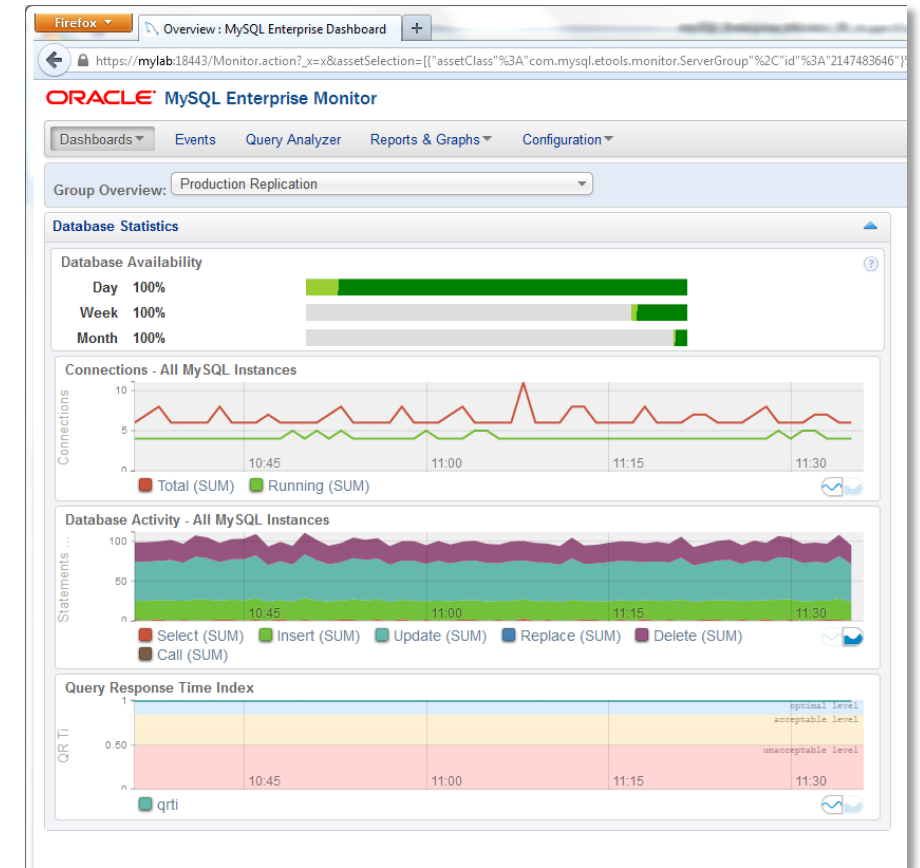 Firefox
Overview : MySQL Enterprise Dashboard
+
https://mylab:18443/Monitor.action?_x=x&assetSelection=[{"assetClass"%3A"com.mysql.etools.monitor.ServerGroup"%2C"id"%3A"2147483646"}
ORACLE MySQL Enterprise Monitor
Dashboards Events Query Analyzer Reports & Graphs Configuration
Group Overview: Production Replication
Database Statistics
Database Availability ?
Day 100%
Week 100%
Month 100%
Connections - All MySQL Instances
Connections
10
5
0
10:45 11:00 11:15 11:30
Total (SUM) Running (SUM)
Database Activity - All MySQL Instances
Statements ...
100
50
0
10:45 11:00 11:15 11:30
Select (SUM) Insert (SUM) Update (SUM) Replace (SUM) Delete (SUM)
Call (SUM)
Query Response Time Index
QR Ti
1
optimal level
acceptable level
0.50
unacceptable level
0
10:45 11:00 11:15 11:30
qrti